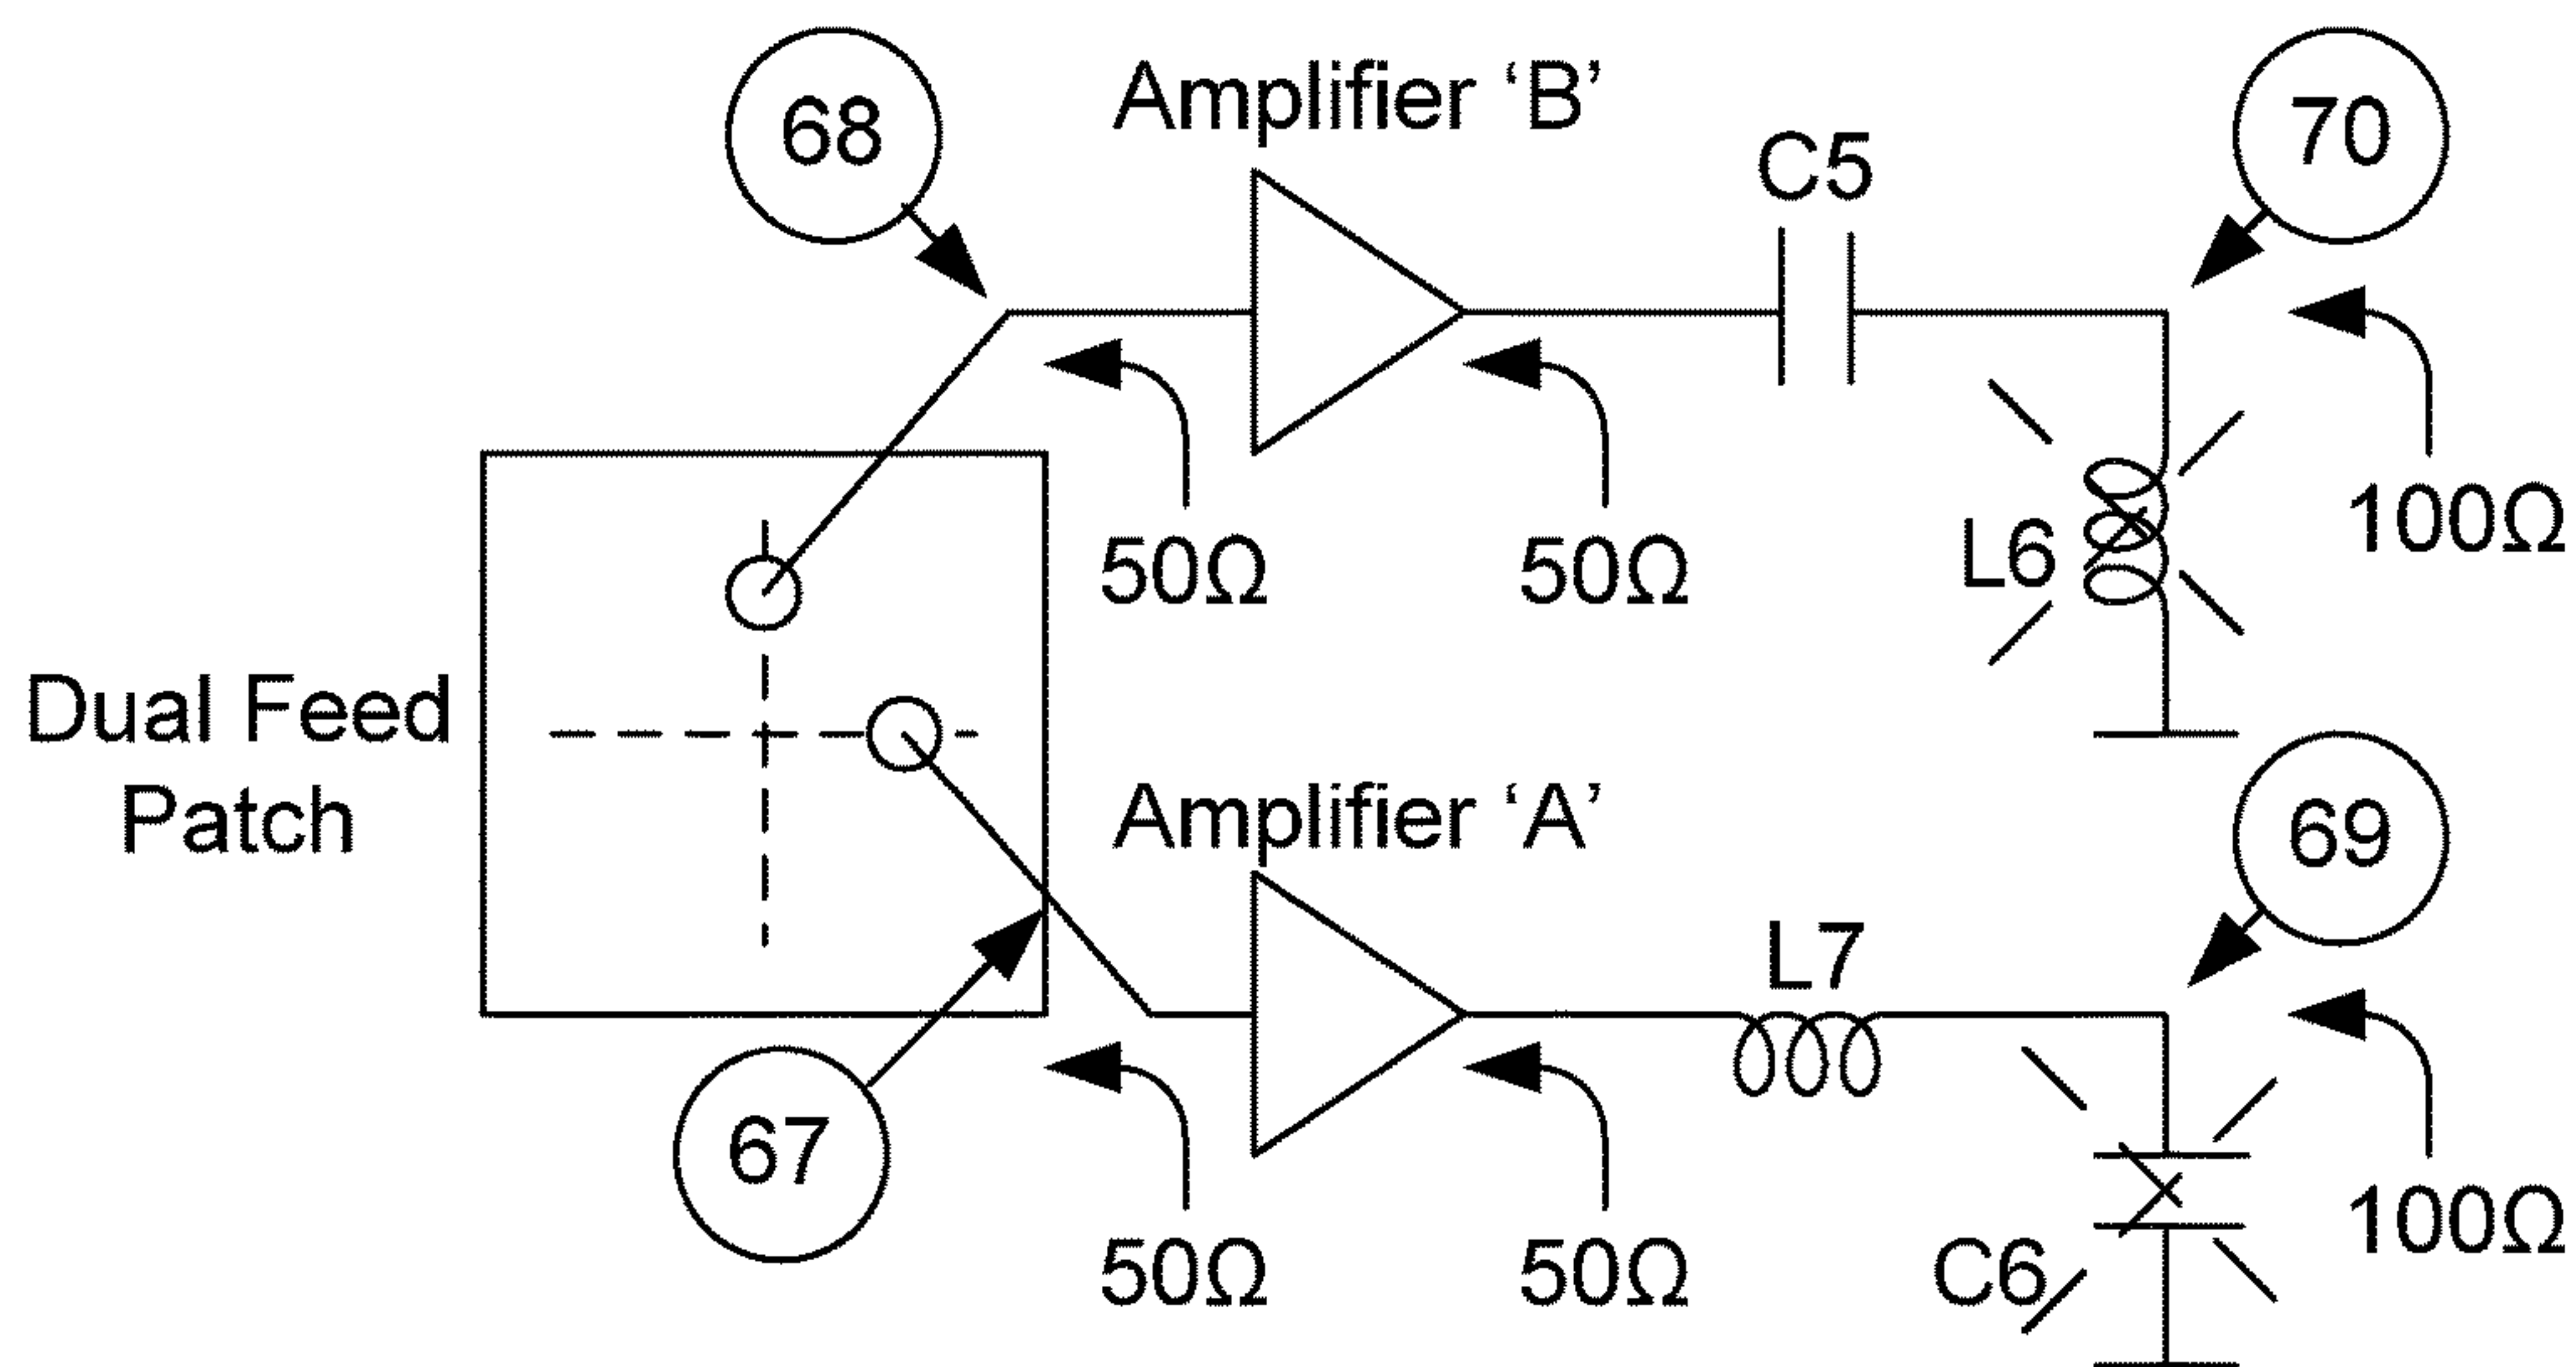 68
Amplifier ‘B’
C5
70
50Ω
50Ω
L6
100Ω
Dual Feed
Patch
Amplifier ‘A’
69
L7
67
50Ω
50Ω
C6
100Ω